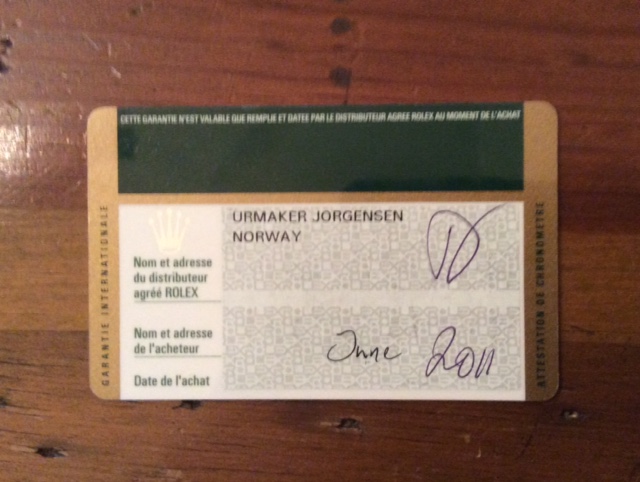 CETTE GARANTIE N'EST VALABLE QUE REMPLIE ET DATEE PAR LE DISTRIBUTEUR AGREE ROLEX AU MOMENT DE L'ACHAT
GARANTIE INTERNATIONALE
URMAKER JORGENSEN
NORWAY
Nom et adresse
du distributeur
agréé ROLEX
Nom et adresse
de l'acheteur
June 2011
Date de l'achat
ATTESTATION DE CHRONOMETRE